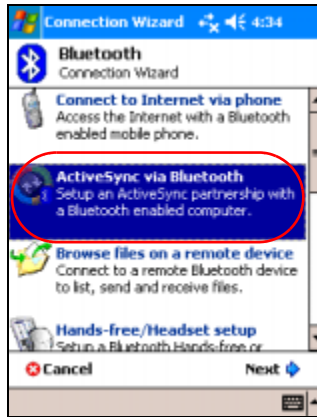 Connection Wizard 4:34
Bluetooth
Connection Wizard
Connect to Internet via phone
Access the Internet with a Bluetooth
enabled mobile phone.
ActiveSync via Bluetooth
Setup an ActiveSync partnership with
a Bluetooth enabled computer.
Browse files on a remote device
Connect to a remote Bluetooth device
to list, send and receive files.
Hands-free/Headset setup
Setup a Bluetooth Hands-free or
Cancel Next